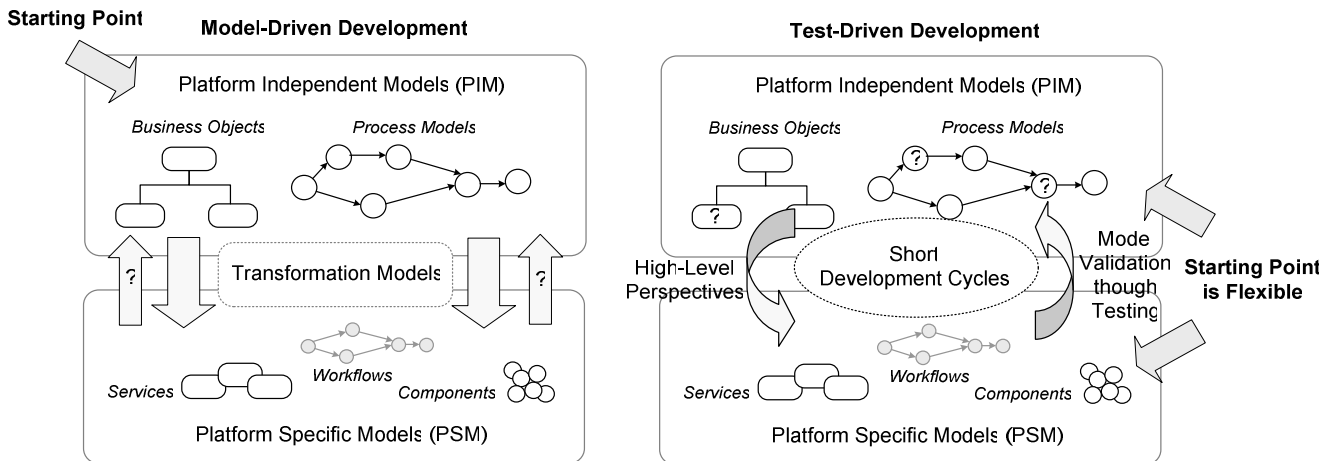 Starting Point
Model-Driven Development
Platform Independent Models (PIM)
Business Objects
Process Models
?
Transformation Models
?
Workflows
Services
Components
Platform Specific Models (PSM)
Test-Driven Development
Platform Independent Models (PIM)
Business Objects
Process Models
?
?
?
High-Level
Perspectives
Short
Development Cycles
Mode
Validation
though
Testing
Starting Point
is Flexible
Workflows
Services
Components
Platform Specific Models (PSM)